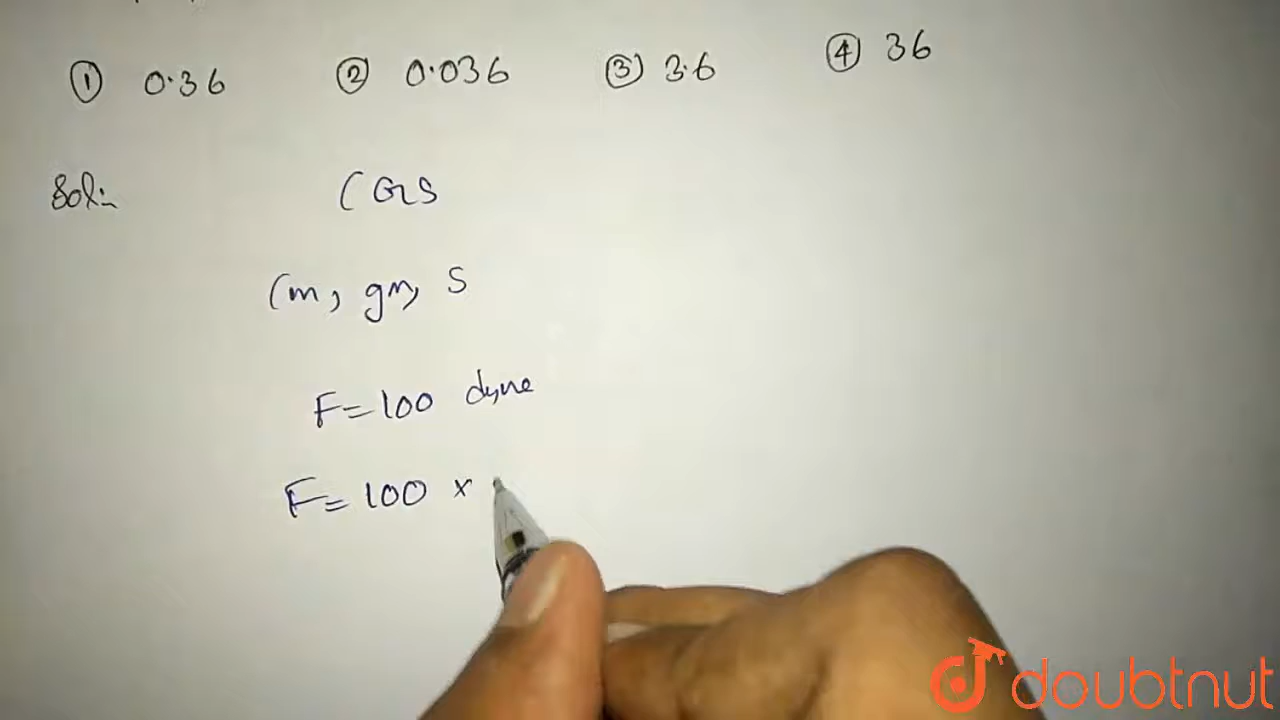 ① 0.36 ② 0.036 ③ 3.6 ④ 36
Sol:-
CGS
Cm, gm, S
F=100 dyne
F=100 ×
doubtnut